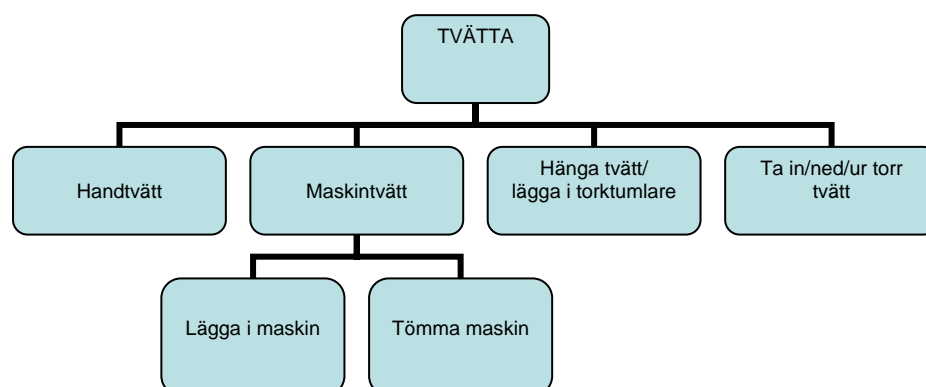 TVÄTTA
Handtvätt
Maskintvätt
Hänga tvätt/
lägga i torktumlare
Ta in/ned/ur torr
tvätt
Lägga i maskin
Tömma maskin